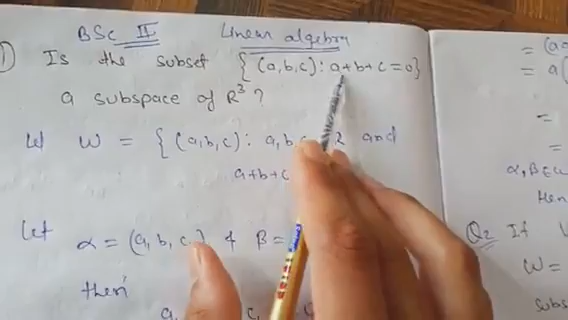 BSc II Linear algebra
1) Is the subset { (a,b,c) : a+b+c = 0}
a subspace of R³ ?
Let W = { (a,b,c) : a,b, R and
a+b+c
Let α = (a, b, c,) & β =
then
= (a
= a(
=
=
α, β ∈ W
Hen
Q2 If
W =
subs